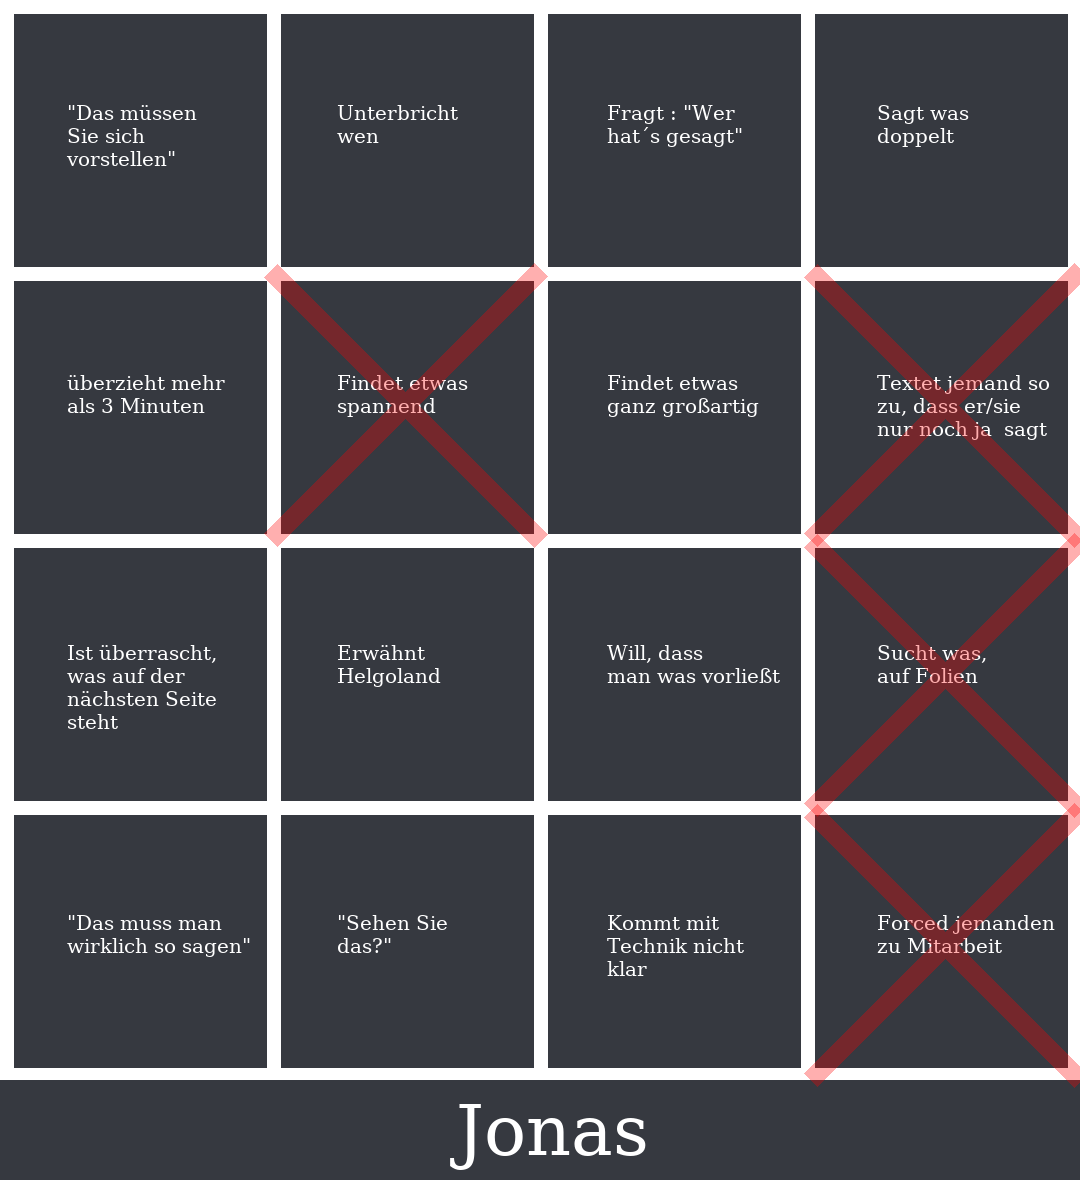 "Das müssen
Sie sich
vorstellen"
Unterbricht
wen
Fragt : "Wer
hat´s gesagt"
Sagt was
doppelt
überzieht mehr
als 3 Minuten
Findet etwas
spannend
Findet etwas
ganz großartig
Textet jemand so
zu, dass er/sie
nur noch ja  sagt
Ist überrascht,
was auf der
nächsten Seite
steht
Erwähnt
Helgoland
Will, dass
man was vorließt
Sucht was,
auf Folien
"Das muss man
wirklich so sagen"
"Sehen Sie
das?"
Kommt mit
Technik nicht
klar
Forced jemanden
zu Mitarbeit
Jonas